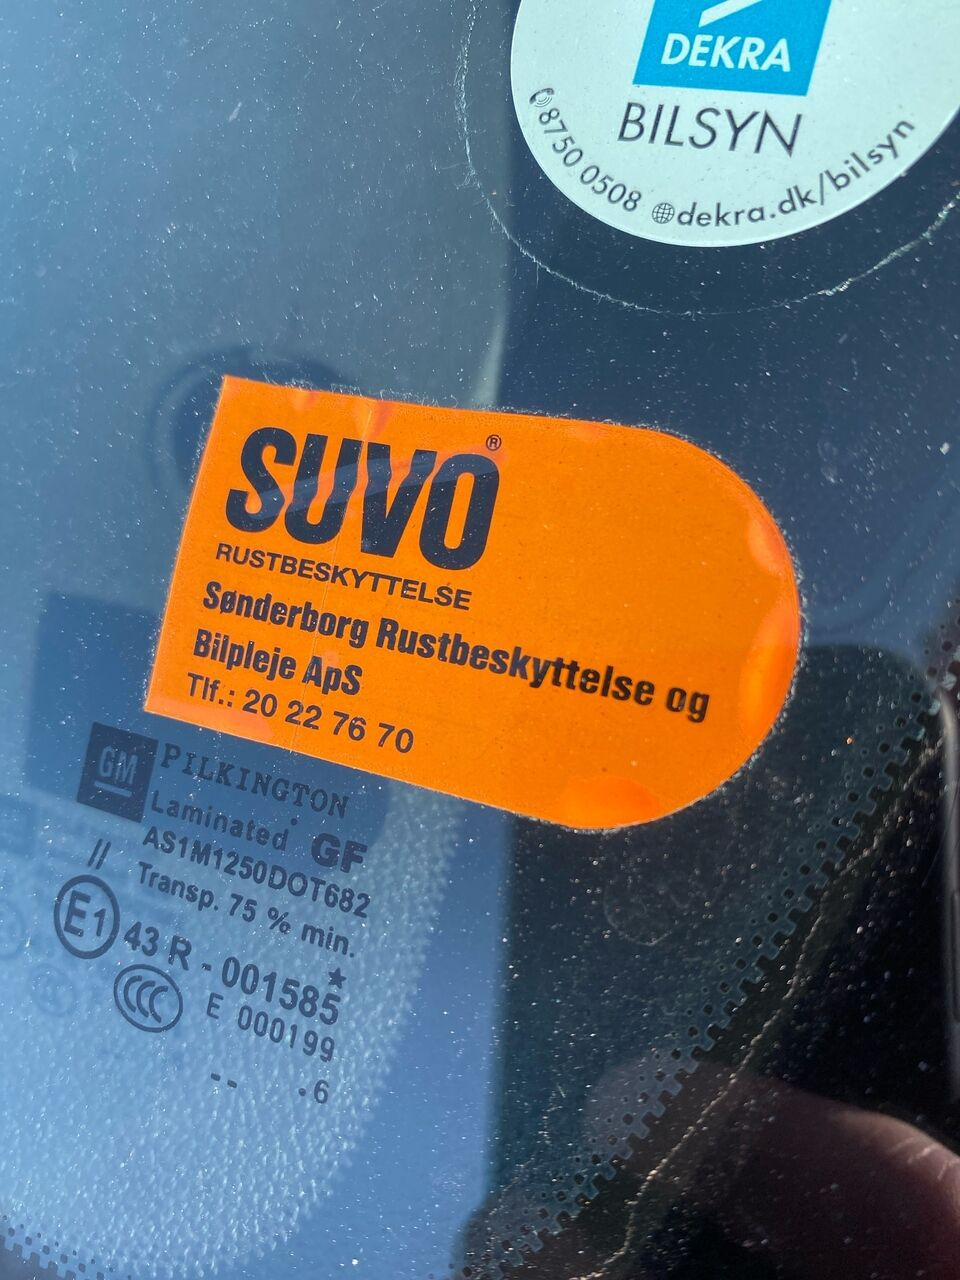 DEKRA
BILSYN
8750 0508 dekra.dk/bilsyn
SUVO®
RUSTBESKYTTELSE
Sønderborg Rustbeskyttelse og
Bilpleje ApS
Tlf.: 20 22 76 70
GM PILKINGTON
Laminated GF
AS1M1250DOT682
// Transp. 75 % min.
E1 43 R - 001585
CCC E 000199
-- .6